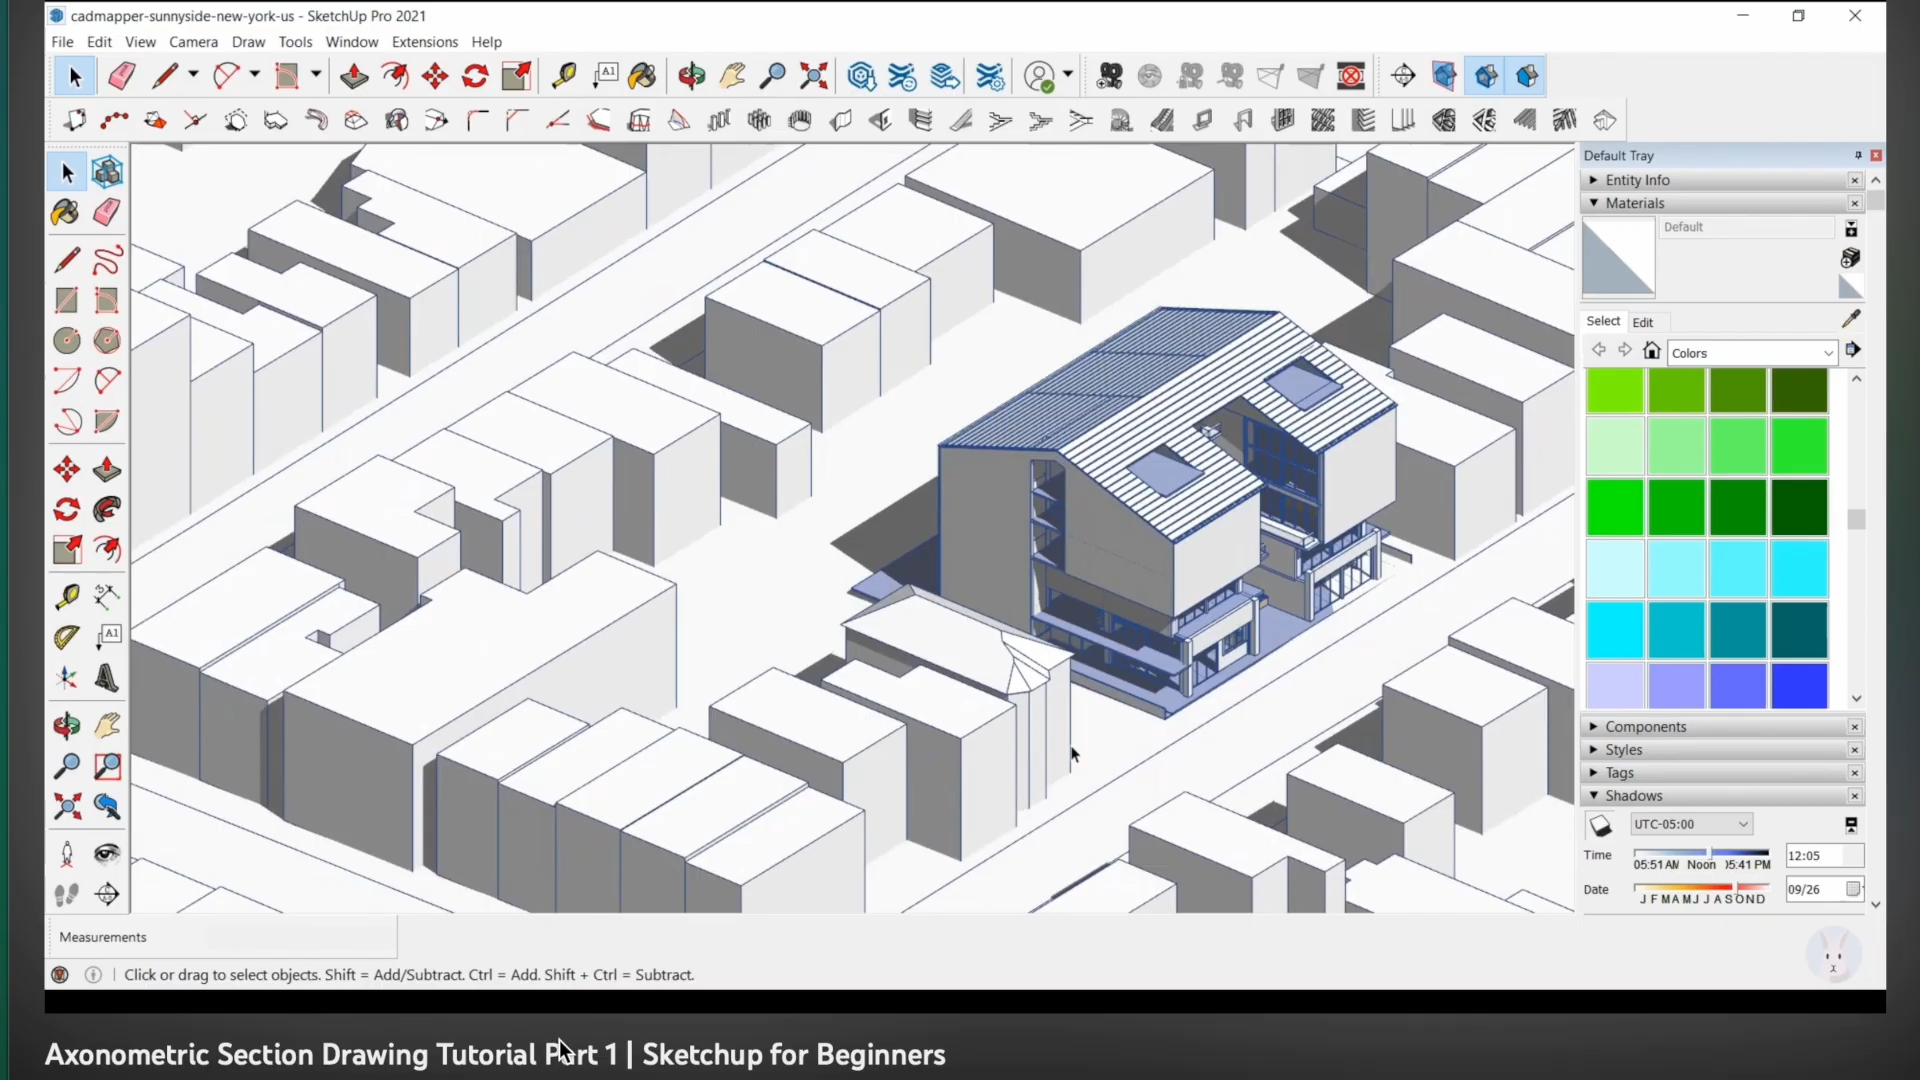 cadmapper-sunnyside-new-york-us - SketchUp Pro 2021
File Edit View Camera Draw Tools Window Extensions Help
A1
Default Tray
Entity Info
Materials
Default
Select Edit
Colors
A1
Components
Styles
Tags
Shadows
UTC-05:00
Time 05:51 AM Noon 05:41 PM 12:05
Date J F M A M J J A S O N D 09/26
Measurements
Click or drag to select objects. Shift = Add/Subtract. Ctrl = Add. Shift + Ctrl = Subtract.
Axonometric Section Drawing Tutorial Part 1 | Sketchup for Beginners